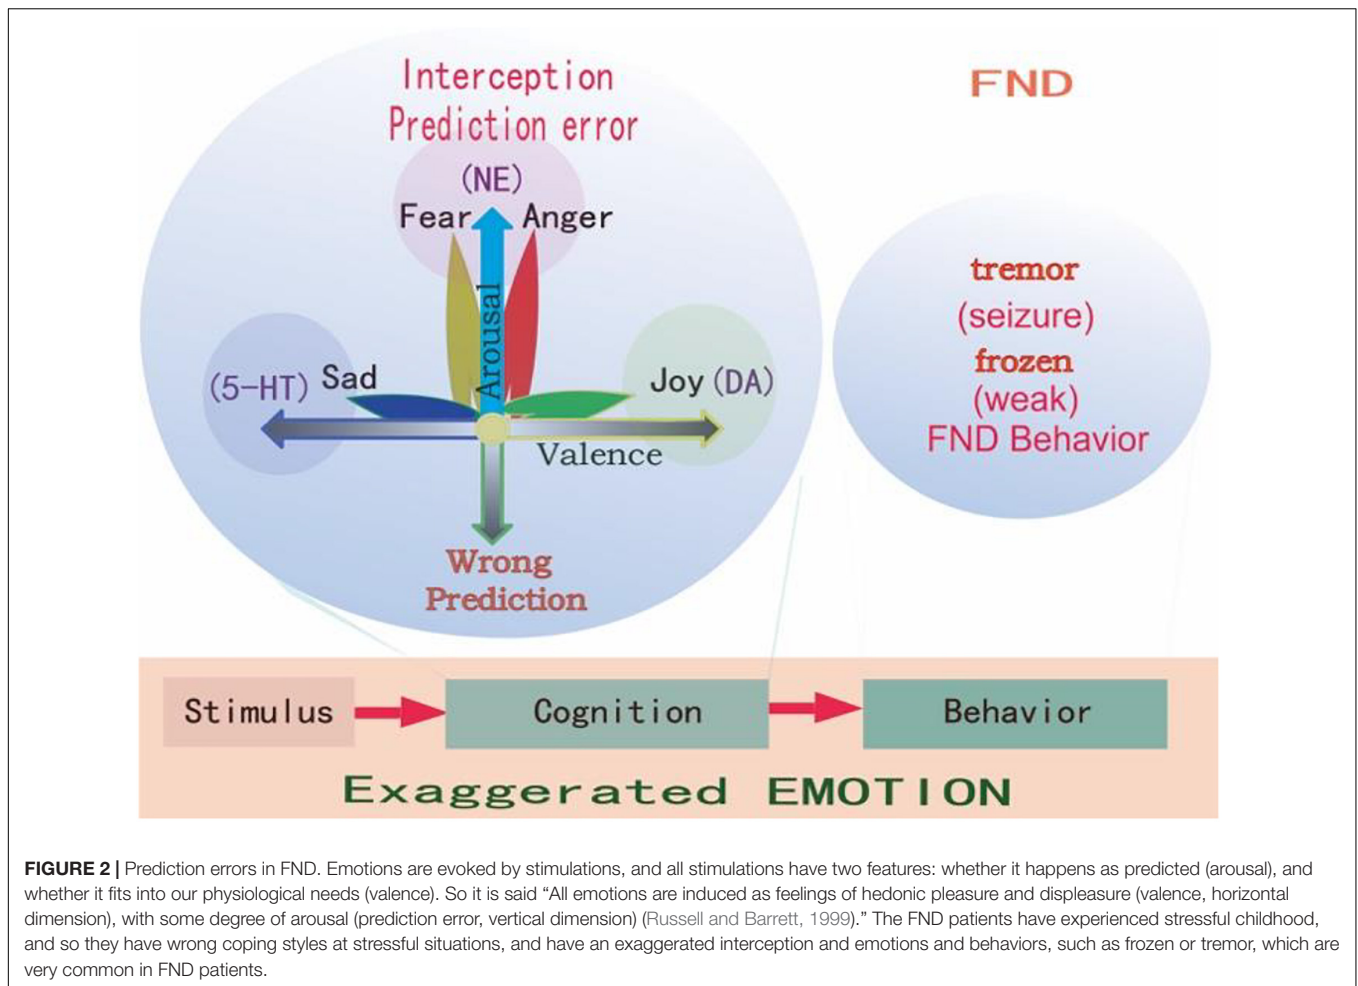 Interception
Prediction error
(NE)
Fear Anger
Arousal
(5-HT) Sad
Joy (DA)
Valence
Wrong
Prediction
FND
tremor
(seizure)
frozen
(weak)
FND Behavior
Stimulus
Cognition
Behavior
Exaggerated EMOTION
FIGURE 2 | Prediction errors in FND. Emotions are evoked by stimulations, and all stimulations have two features: whether it happens as predicted (arousal), and
whether it fits into our physiological needs (valence). So it is said “All emotions are induced as feelings of hedonic pleasure and displeasure (valence, horizontal
dimension), with some degree of arousal (prediction error, vertical dimension) (Russell and Barrett, 1999).” The FND patients have experienced stressful childhood,
and so they have wrong coping styles at stressful situations, and have an exaggerated interception and emotions and behaviors, such as frozen or tremor, which are
very common in FND patients.